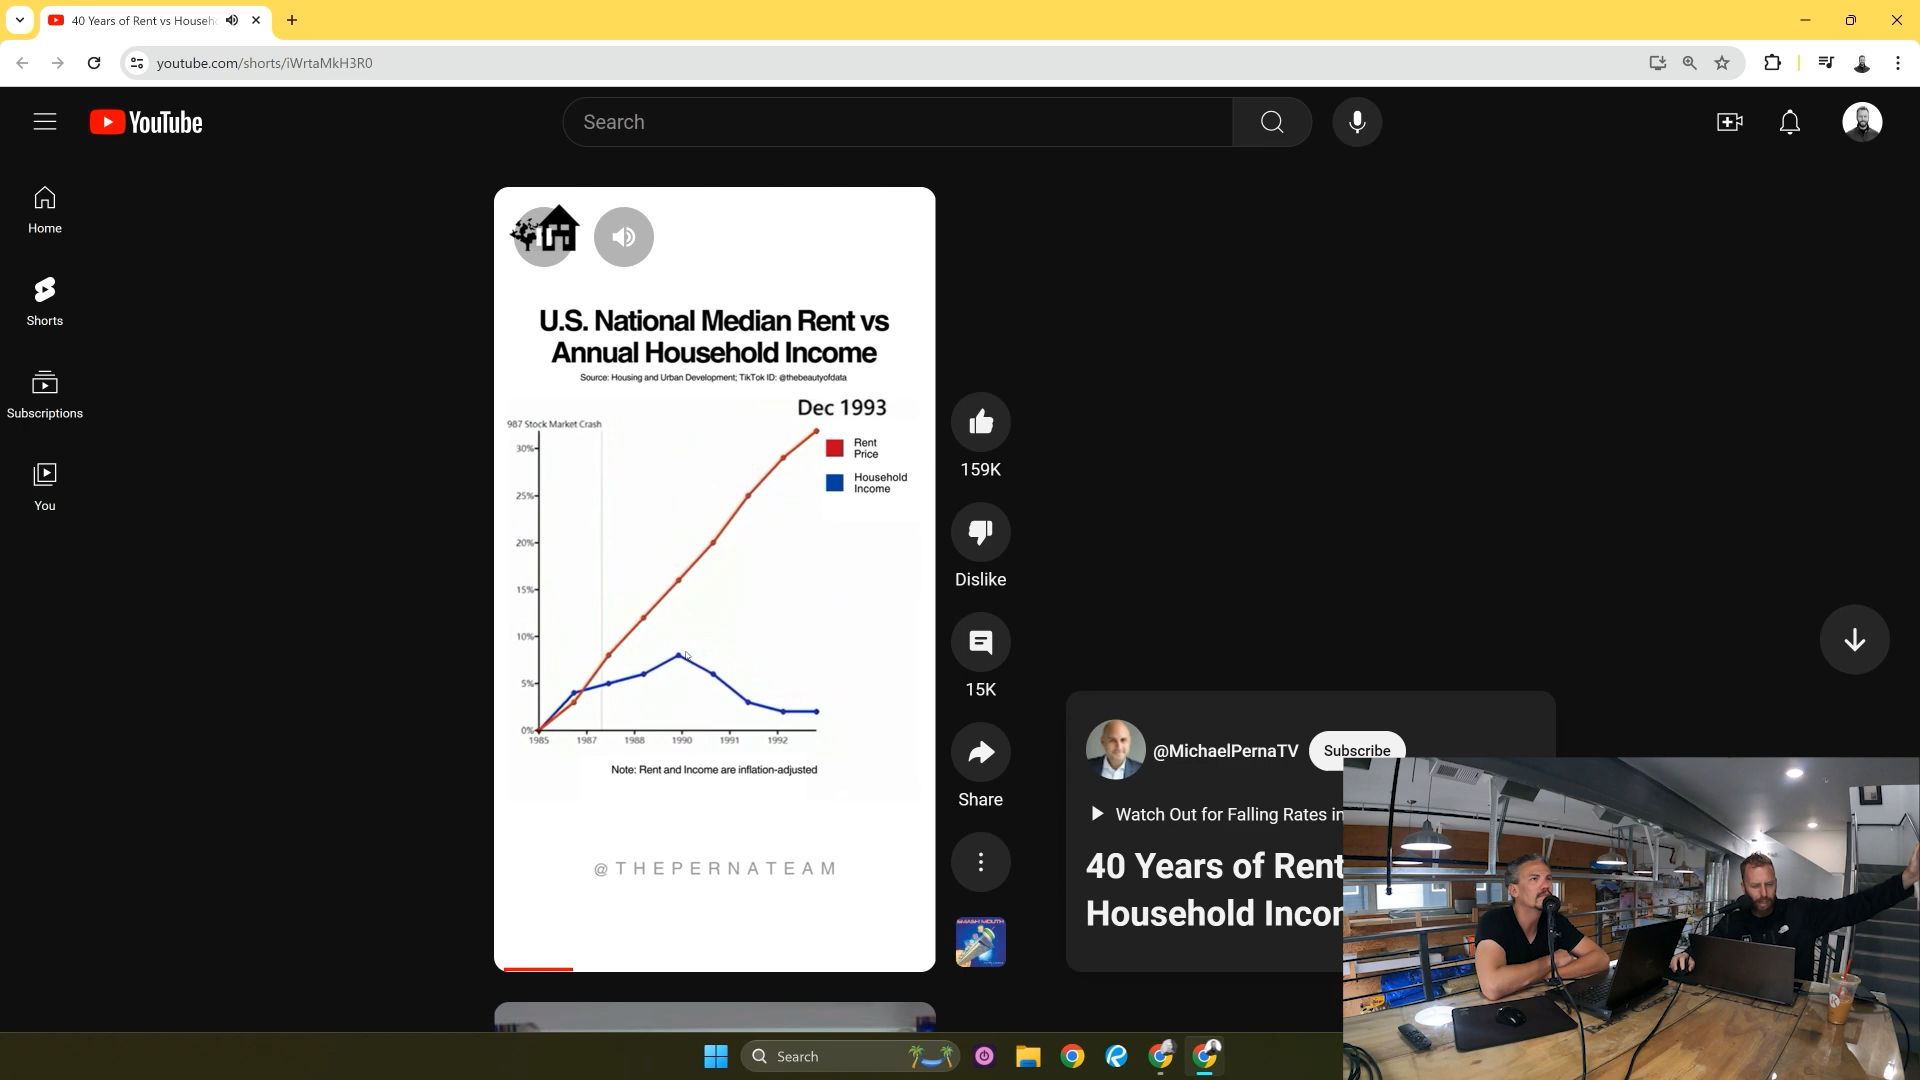 40 Years of Rent vs Househ
youtube.com/shorts/iWrtaMkH3R0
YouTube
Search
Home
Shorts
Subscriptions
You
U.S. National Median Rent vs
Annual Household Income
Source: Housing and Urban Development; TikTok ID: @thebeautyofdata
Dec 1993
987 Stock Market Crash
Rent
Price
Household
Income
30%
25%
20%
15%
10%
5%
0%
1985 1987 1988 1990 1991 1992
Note: Rent and Income are inflation-adjusted
@THEPERNATEAM
159K
Dislike
15K
Share
SMASH MOUTH
@MichaelPernaTV
Subscribe
Watch Out for Falling Rates in
40 Years of Rent
Household Incor
Search